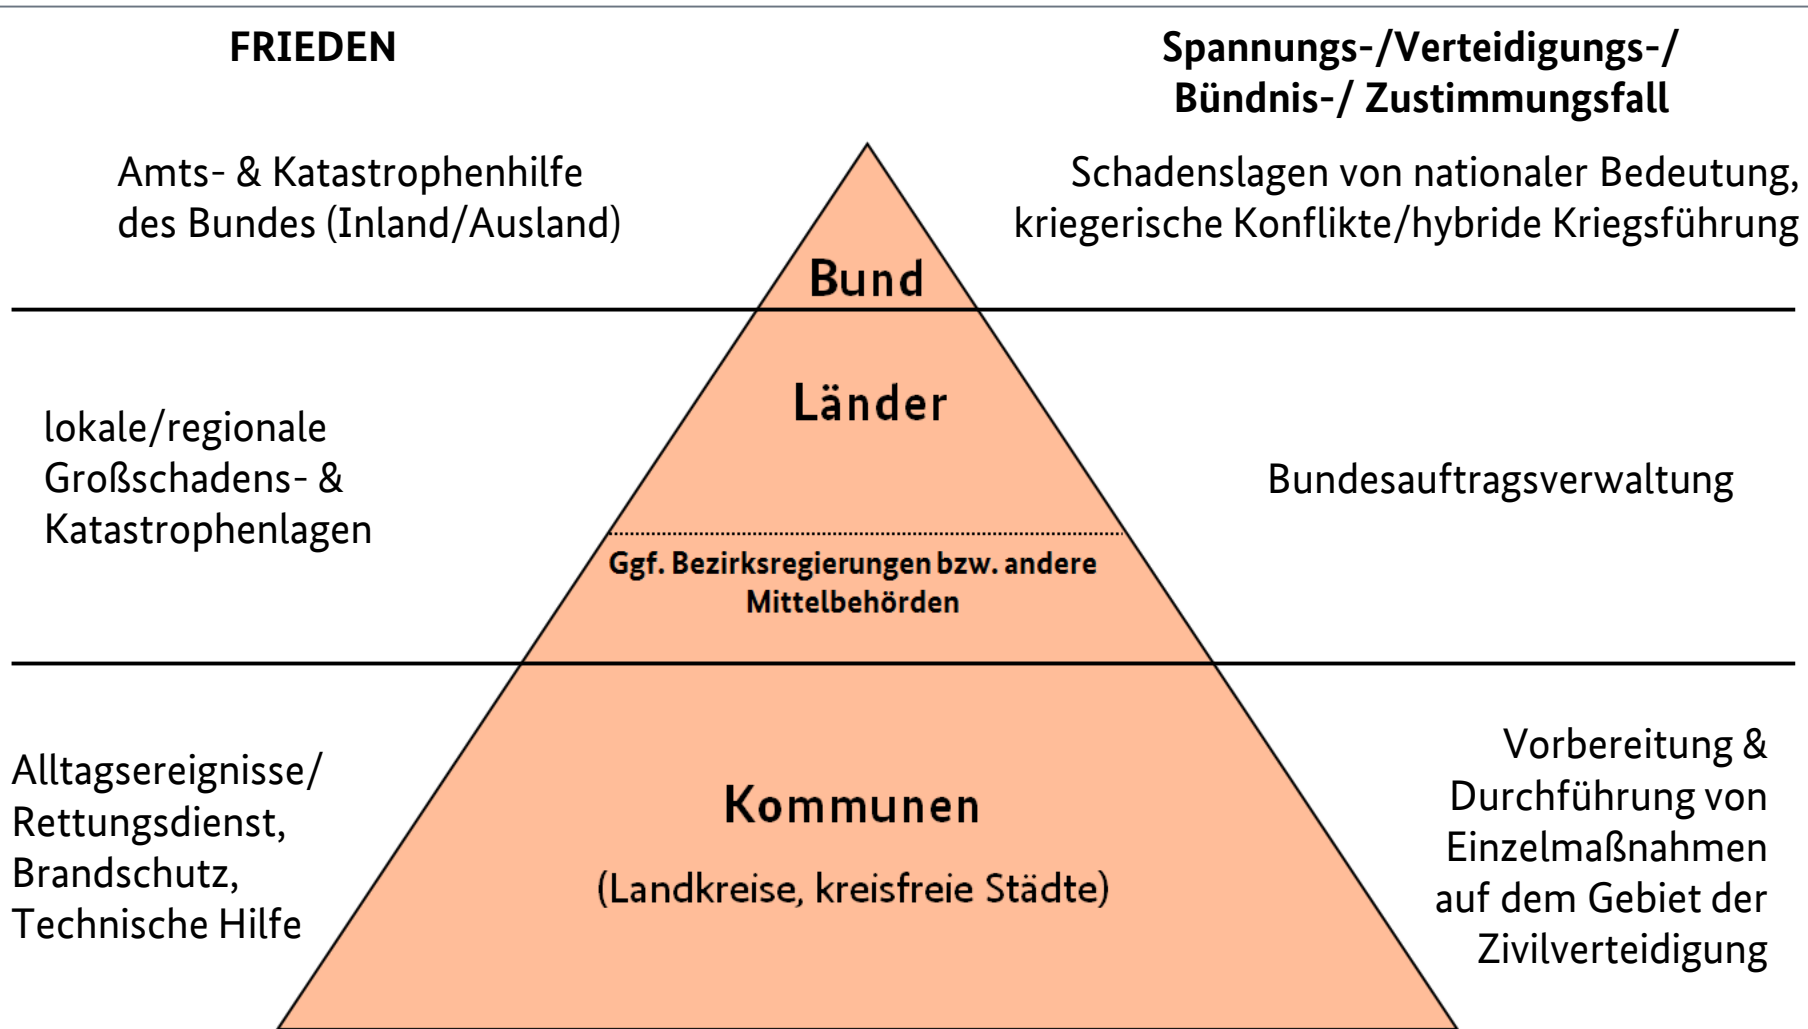 FRIEDEN
Spannungs-/Verteidigungs-/
Bündnis-/ Zustimmungsfall
Amts- & Katastrophenhilfe
des Bundes (Inland/Ausland)
Schadenslagen von nationaler Bedeutung,
kriegerische Konflikte/hybride Kriegsführung
Bund
Länder
lokale/regionale
Großschadens- &
Katastrophenlagen
Bundesauftragsverwaltung
Ggf. Bezirksregierungen bzw. andere
Mittelbehörden
Alltagsereignisse/
Rettungsdienst,
Brandschutz,
Technische Hilfe
Kommunen
(Landkreise, kreisfreie Städte)
Vorbereitung &
Durchführung von
Einzelmaßnahmen
auf dem Gebiet der
Zivilverteidigung